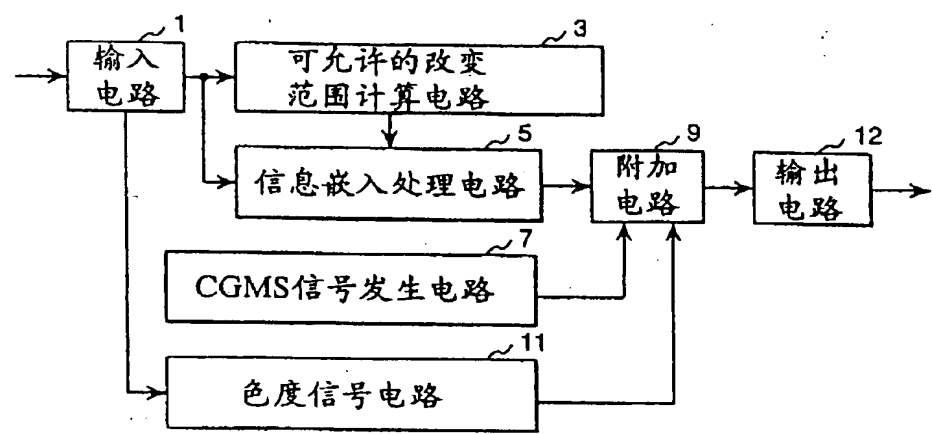 1
输入
电路
3
可允许的改变
范围计算电路
5
信息嵌入处理电路
9
附加
电路
12
输出
电路
7
CGMS信号发生电路
11
色度信号电路